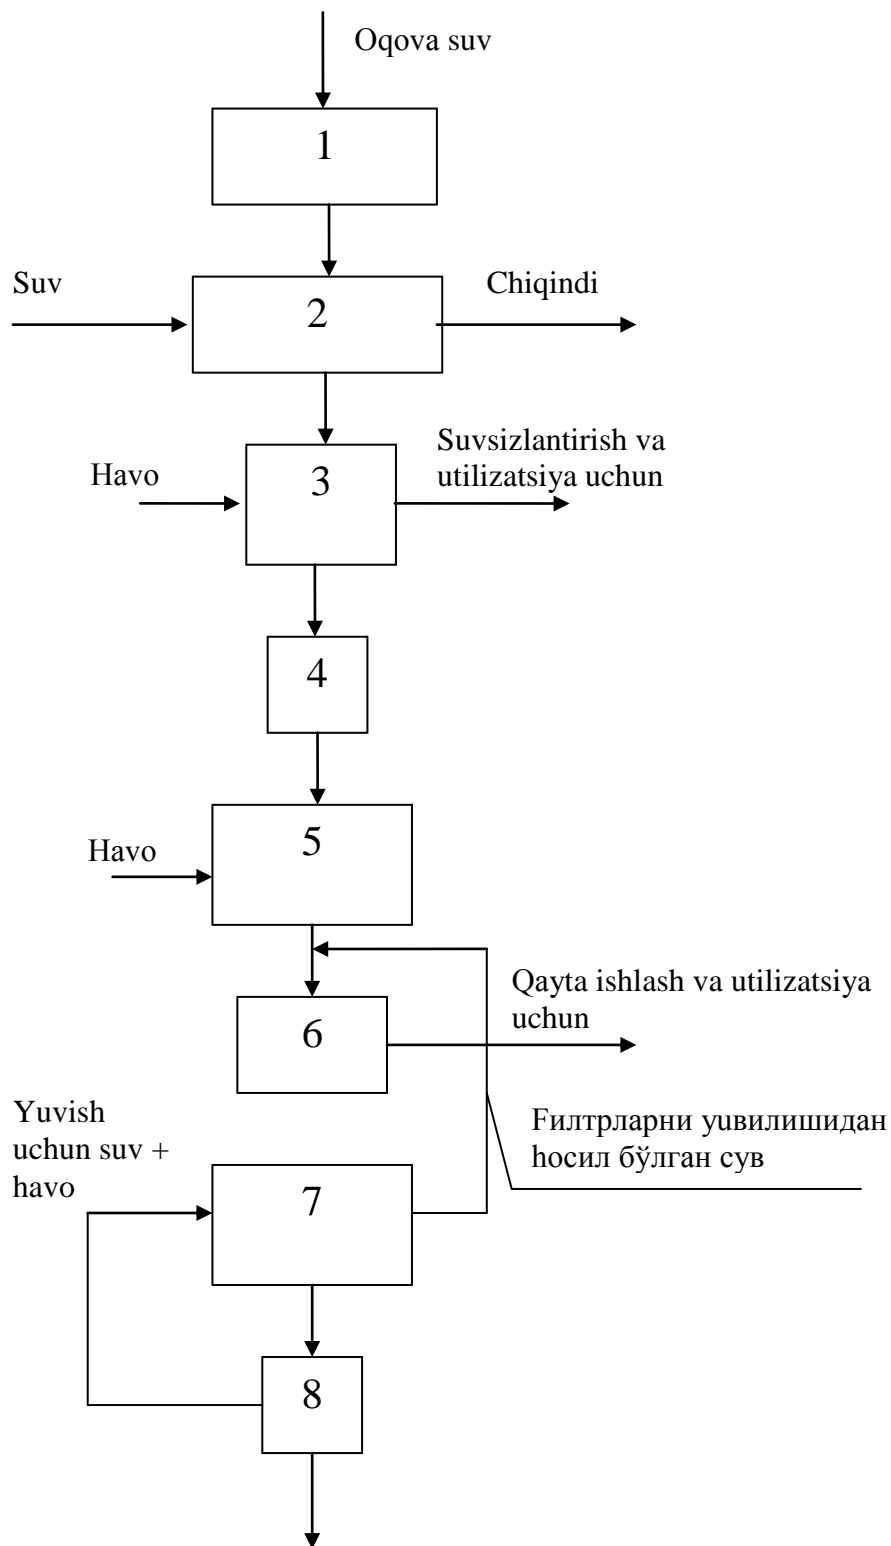 Oqova suv
1
Suv
Chiqindi
2
Suvsizlantirish va
utilizatsiya uchun
Havo
3
4
5
Havo
Qayta ishlash va utilizatsiya
uchun
6
Yuvish
uchun suv +
havo
Fилтрларни уuвилишидан
hосил бўлган сув
7
8